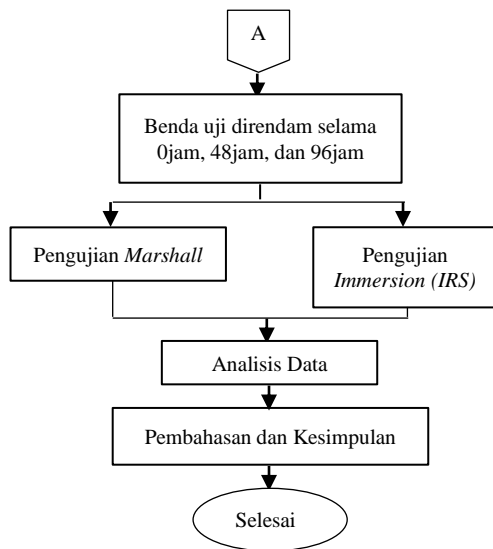 A
Benda uji direndam selama
0jam, 48jam, dan 96jam
Pengujian Marshall
Pengujian
Immersion (IRS)
Analisis Data
Pembahasan dan Kesimpulan
Selesai